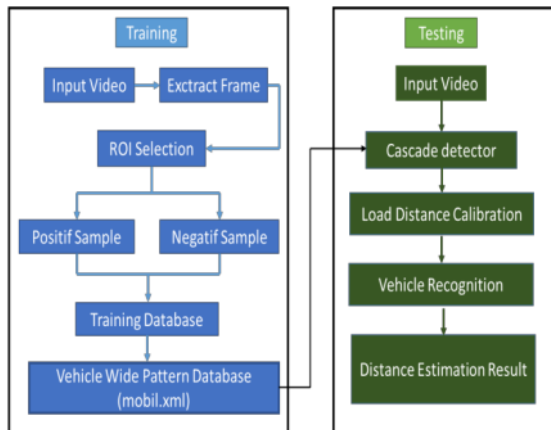 Training
Input Video
Exctract Frame
ROI Selection
Positif Sample
Negatif Sample
Training Database
Vehicle Wide Pattern Database
(mobil.xml)
Testing
Input Video
Cascade detector
Load Distance Calibration
Vehicle Recognition
Distance Estimation Result